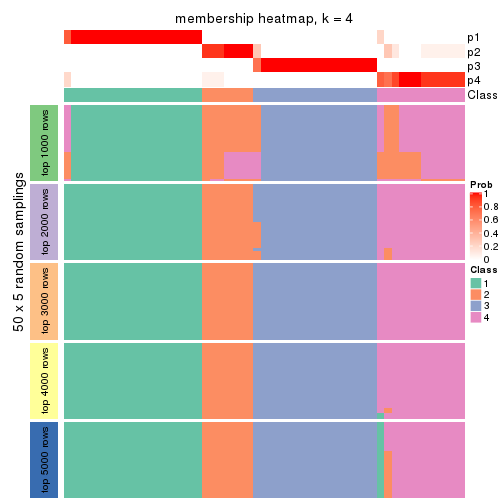 membership heatmap, k = 4
p1
p2
p3
p4
Class
50 x 5 random samplings
top 1000 rows
top 2000 rows
top 3000 rows
top 4000 rows
top 5000 rows
Prob
1
0.8
0.6
0.4
0.2
0
Class
1
2
3
4